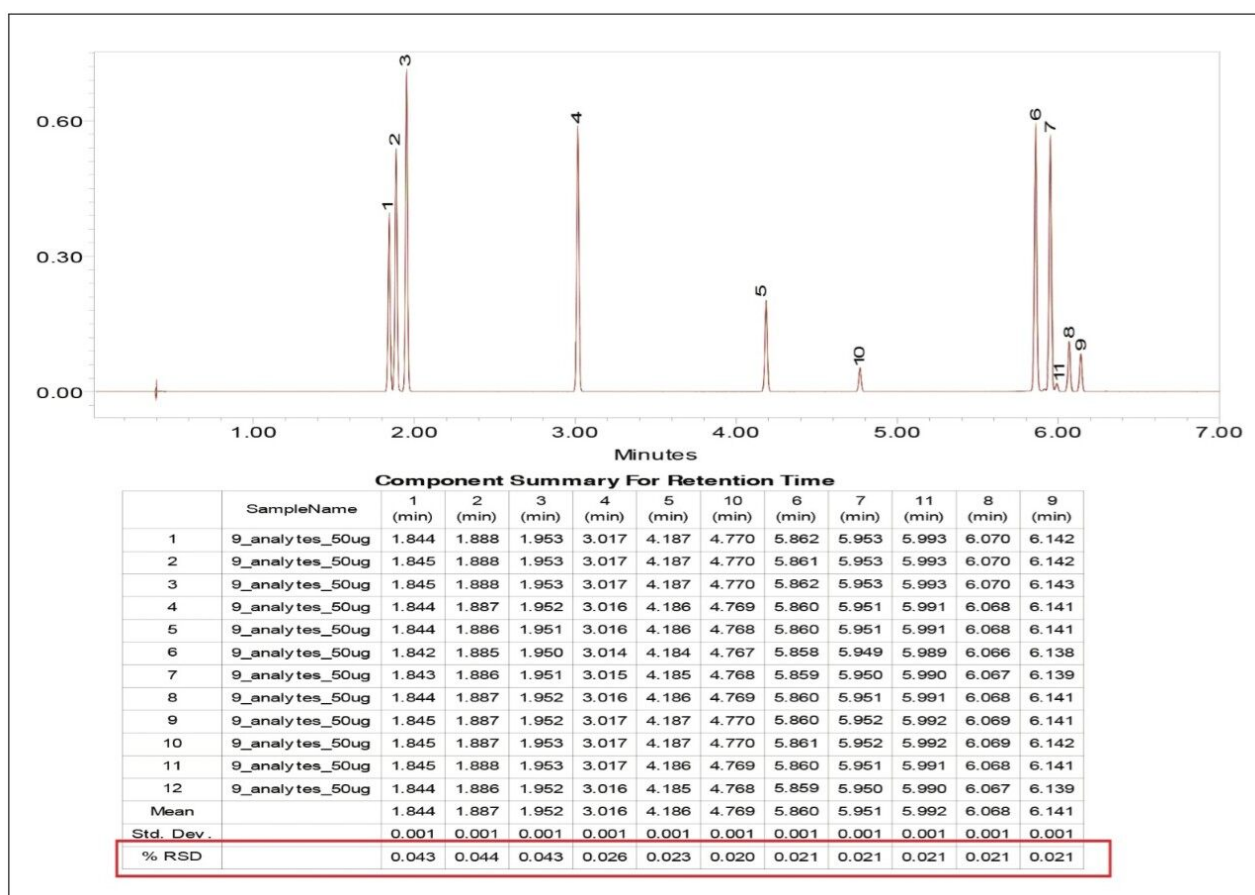 3
0.60
4
6
7
2
1
0.30
5
8
9
10
11
0.00
1.00 2.00 3.00 4.00 5.00 6.00 7.00
Minutes
Component Summary For Retention Time
SampleName 1 (min) 2 (min) 3 (min) 4 (min) 5 (min) 10 (min) 6 (min) 7 (min) 11 (min) 8 (min) 9 (min)
1 9_analytes_50ug 1.844 1.888 1.953 3.017 4.187 4.770 5.862 5.953 5.993 6.070 6.142
2 9_analytes_50ug 1.845 1.888 1.953 3.017 4.187 4.770 5.861 5.953 5.993 6.070 6.142
3 9_analytes_50ug 1.845 1.888 1.953 3.017 4.187 4.770 5.862 5.953 5.993 6.070 6.143
4 9_analytes_50ug 1.844 1.887 1.952 3.016 4.186 4.769 5.860 5.951 5.991 6.068 6.141
5 9_analytes_50ug 1.844 1.886 1.951 3.016 4.186 4.768 5.860 5.951 5.991 6.068 6.141
6 9_analytes_50ug 1.842 1.885 1.950 3.014 4.184 4.767 5.858 5.949 5.989 6.066 6.138
7 9_analytes_50ug 1.843 1.886 1.951 3.015 4.185 4.768 5.859 5.950 5.990 6.067 6.139
8 9_analytes_50ug 1.844 1.887 1.952 3.016 4.186 4.769 5.860 5.951 5.991 6.068 6.141
9 9_analytes_50ug 1.845 1.887 1.952 3.017 4.187 4.770 5.860 5.952 5.992 6.069 6.141
10 9_analytes_50ug 1.845 1.887 1.953 3.017 4.187 4.770 5.861 5.952 5.992 6.069 6.142
11 9_analytes_50ug 1.845 1.888 1.953 3.017 4.186 4.769 5.860 5.951 5.991 6.068 6.141
12 9_analytes_50ug 1.844 1.886 1.952 3.016 4.185 4.768 5.859 5.950 5.990 6.067 6.139
Mean 1.844 1.887 1.952 3.016 4.186 4.769 5.860 5.951 5.992 6.068 6.141
Std. Dev. 0.001 0.001 0.001 0.001 0.001 0.001 0.001 0.001 0.001 0.001 0.001
% RSD 0.043 0.044 0.043 0.026 0.023 0.020 0.021 0.021 0.021 0.021 0.021